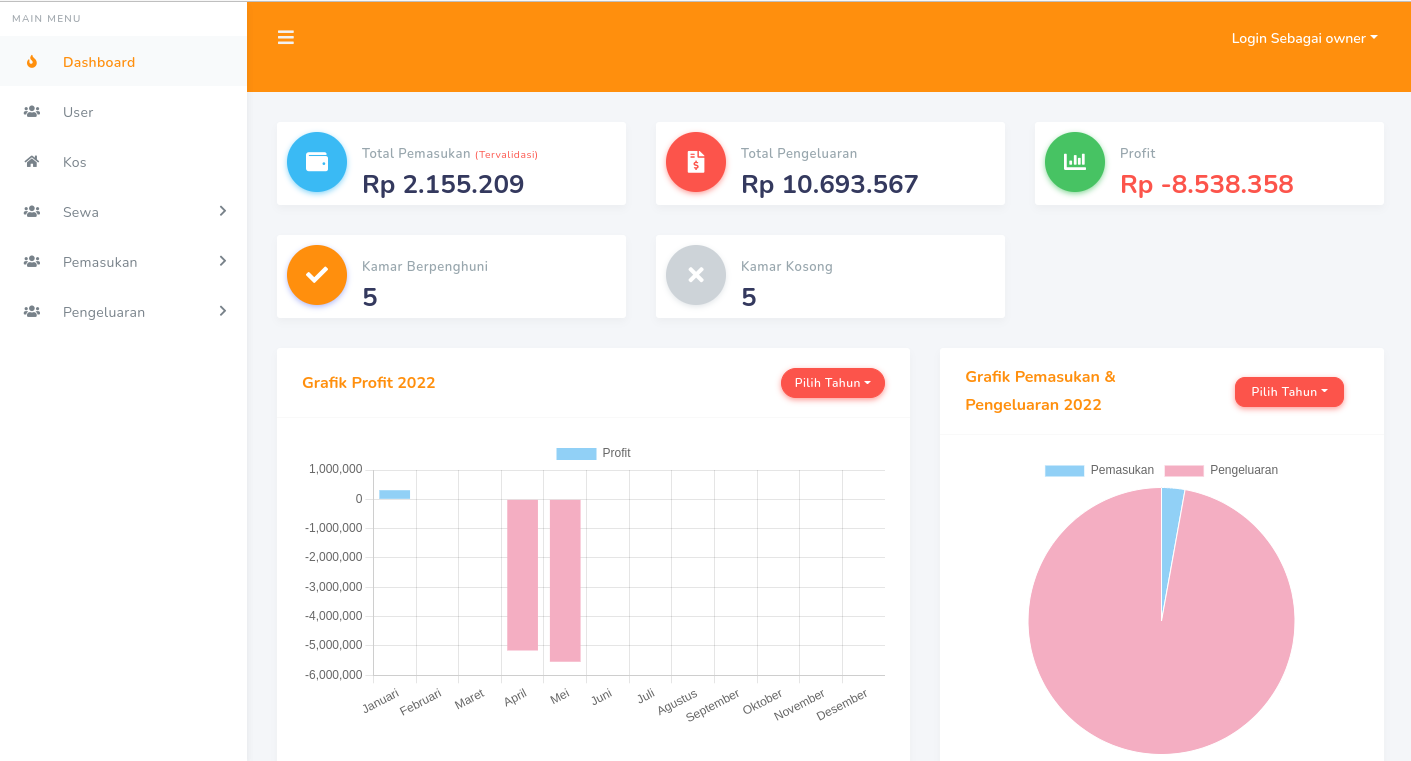 MAIN MENU
Dashboard
User
Kos
Sewa
Pemasukan
Pengeluaran
Login Sebagai owner
Total Pemasukan (Tervalidasi)
Rp 2.155.209
Total Pengeluaran
Rp 10.693.567
Profit
Rp -8.538.358
Kamar Berpenghuni
5
Kamar Kosong
5
Grafik Profit 2022
Pilih Tahun
Profit
1,000,000
0
-1,000,000
-2,000,000
-3,000,000
-4,000,000
-5,000,000
-6,000,000
Januari
Februari
Maret
April
Mei
Juni
Juli
Agustus
September
Oktober
November
Desember
Grafik Pemasukan &
Pengeluaran 2022
Pilih Tahun
Pemasukan
Pengeluaran